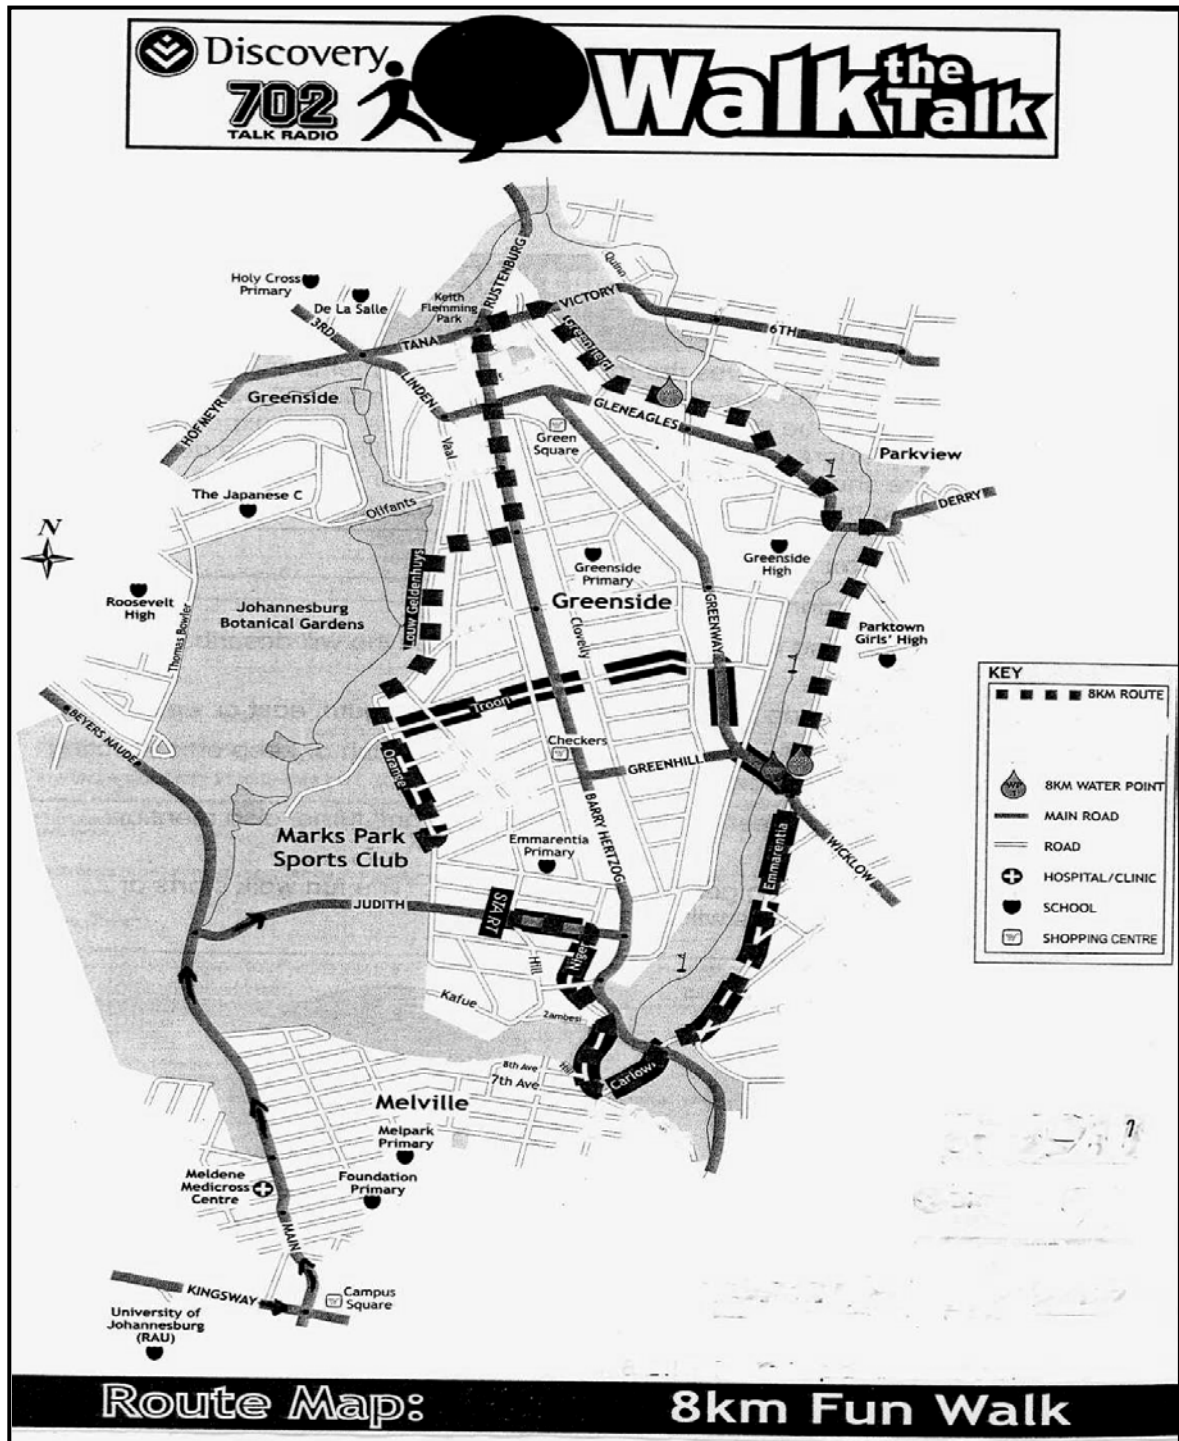 Discovery
702
TALK RADIO
Walk the Talk
Holy Cross
Primary
De La Salle
Keith
Flemming
Park
RUSTENBURG
VICTORY
Quinn
6TH
3RD
TANA
LINDEN
HOFMEYR
Greenside
Greenfield
GLENEAGLES
Green
Square
Vaal
Parkview
DERRY
The Japanese C
Olifants
N
Roosevelt
High
Johannesburg
Botanical Gardens
Thomas Bowler
Louw Geldenhuys
Greenside
Primary
Greenside
Clovelly
GREENWAY
Greenside
High
Parktown
Girls' High
BEYERS NAUDE
Troon
Orange
Checkers
GREENHILL
BARRY HERTZOG
Marks Park
Sports Club
Emmarentia
Primary
Emmarentia
WICKLOW
JUDITH
START
Niger
Hill
Kafue
Zambesi
8th Ave
7th Ave
Hill
Carlow
Melville
Melpark
Primary
Meldene
Medicross
Centre
Foundation
Primary
MAIN
KINGSWAY
Campus
Square
University of
Johannesburg
(RAU)
KEY
8KM ROUTE
8KM WATER POINT
MAIN ROAD
ROAD
HOSPITAL/CLINIC
SCHOOL
SHOPPING CENTRE
Route Map: 8km Fun Walk